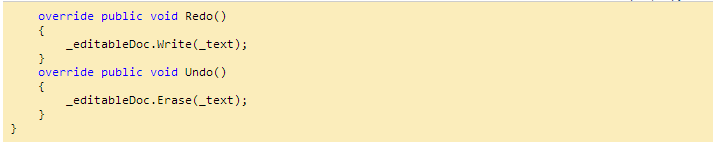 override public void Redo()
{
_editableDoc.Write(_text);
}
override public void Undo()
{
_editableDoc.Erase(_text);
}
}